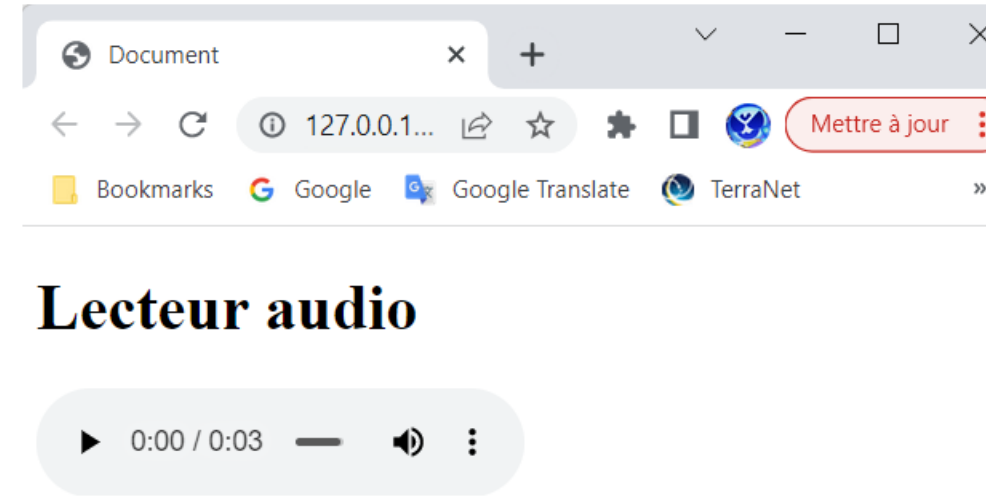 Document
127.0.0.1...
Mettre à jour
Bookmarks Google Google Translate TerraNet »
Lecteur audio
0:00 / 0:03